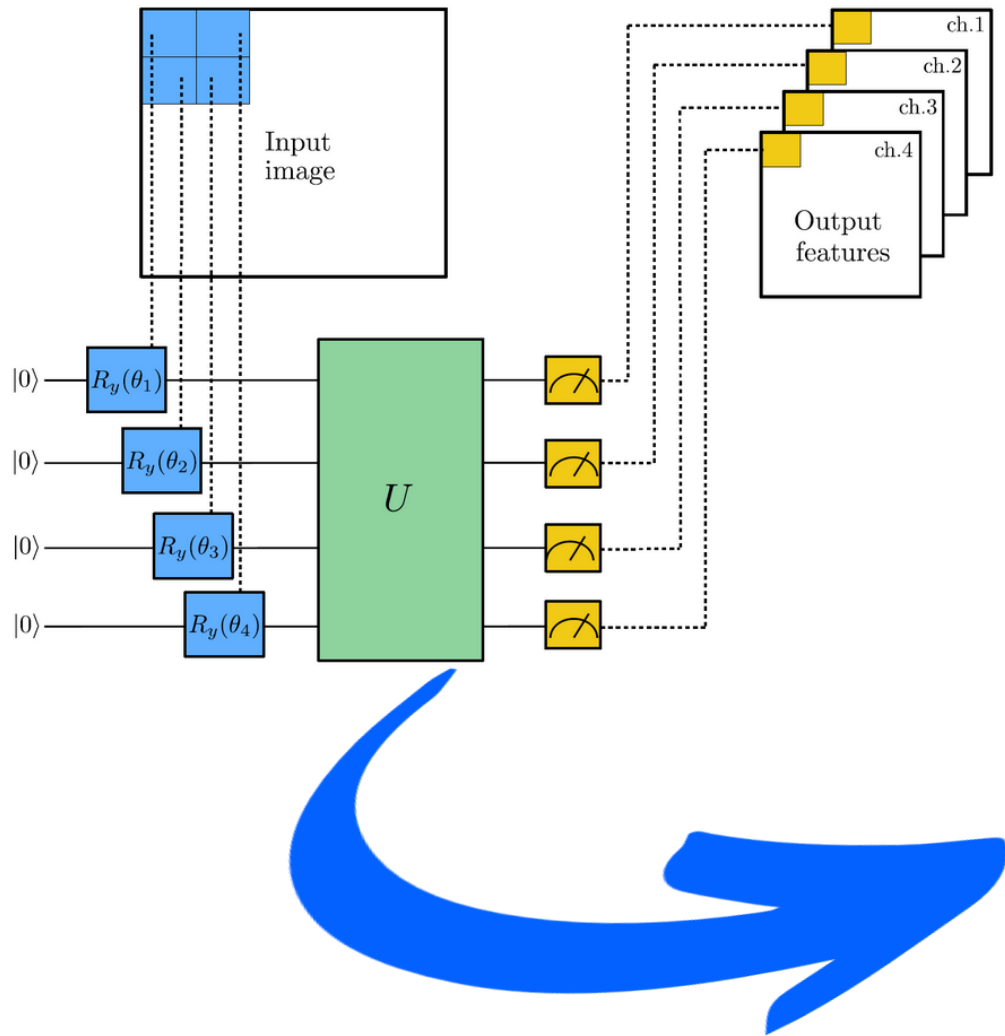 Input
image
ch.1
ch.2
ch.3
ch.4
Output
features
|0⟩ R_y(θ_1)
|0⟩ R_y(θ_2)
|0⟩ R_y(θ_3)
|0⟩ R_y(θ_4)
U